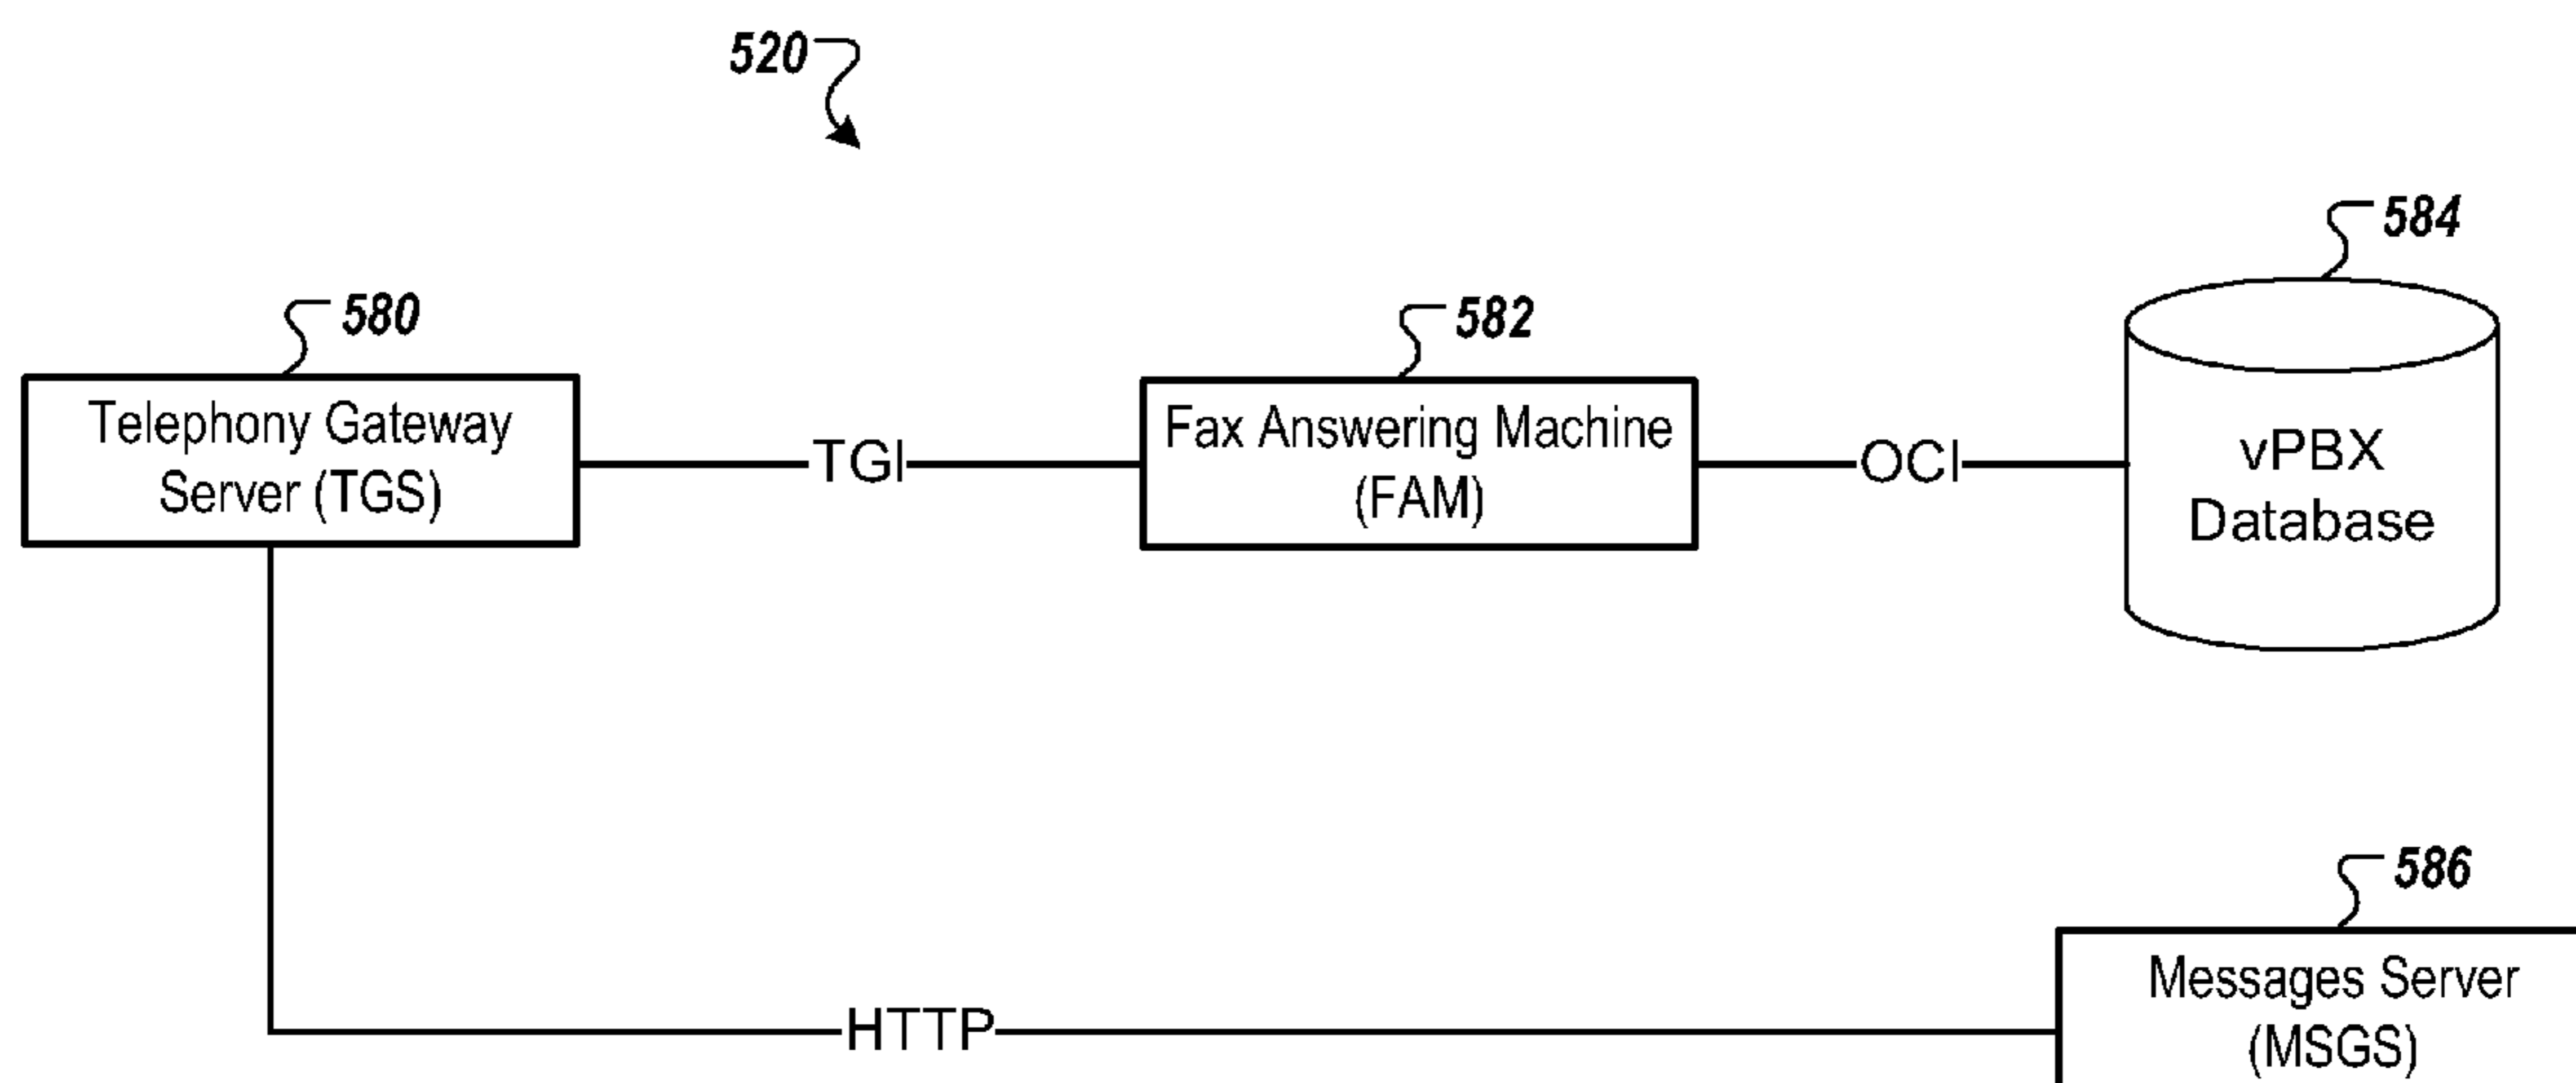 520
584
580
582
Telephony Gateway
Server (TGS)
TGI
Fax Answering Machine
(FAM)
OCI
vPBX
Database
586
Messages Server
(MSGS)
HTTP